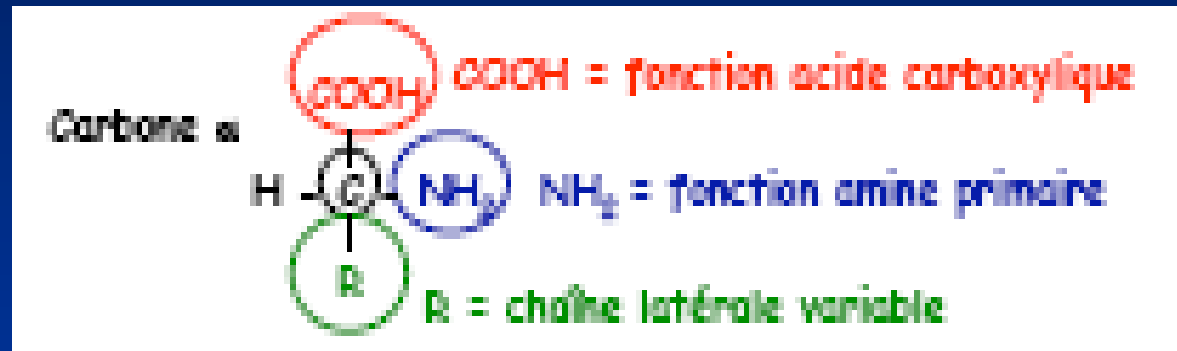 COOH COOH = fonction acide carboxylique
Carbone α
H - C - NH₂ NH₂ = fonction amine primaire
R
R = chaîne latérale variable